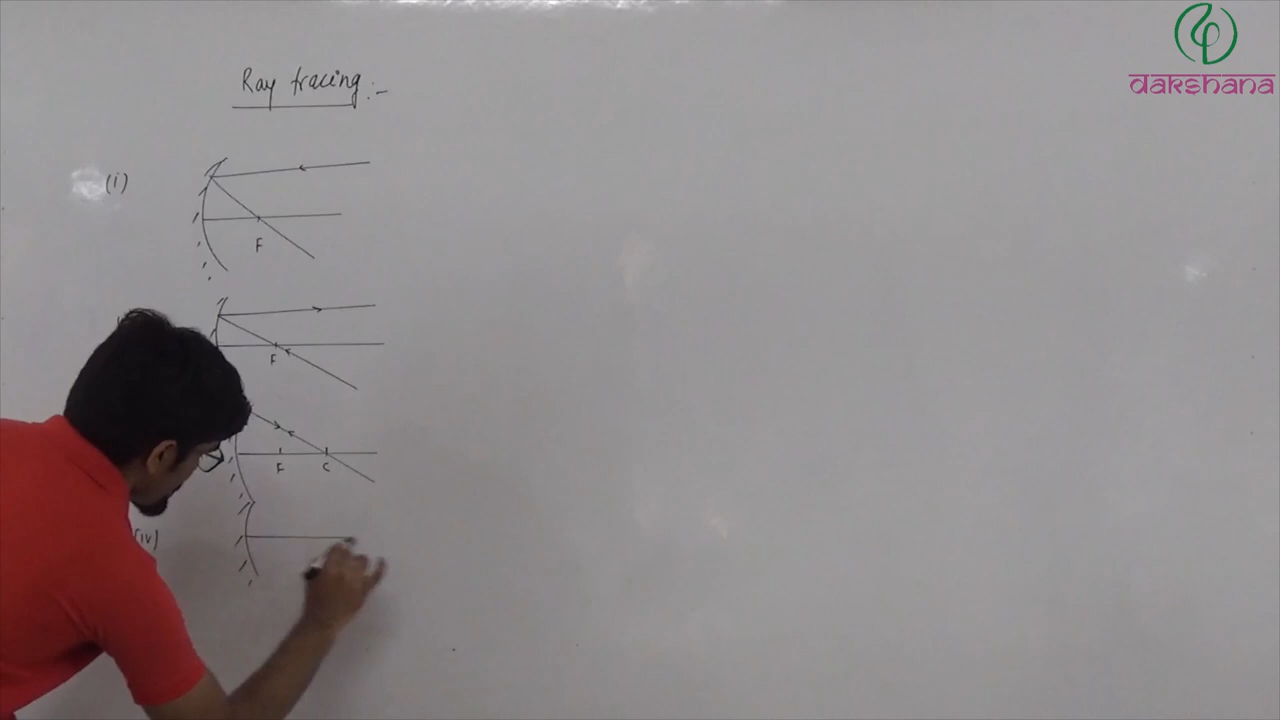 dakshana
Ray tracing :-
(i)
F
F
F C
(iv)